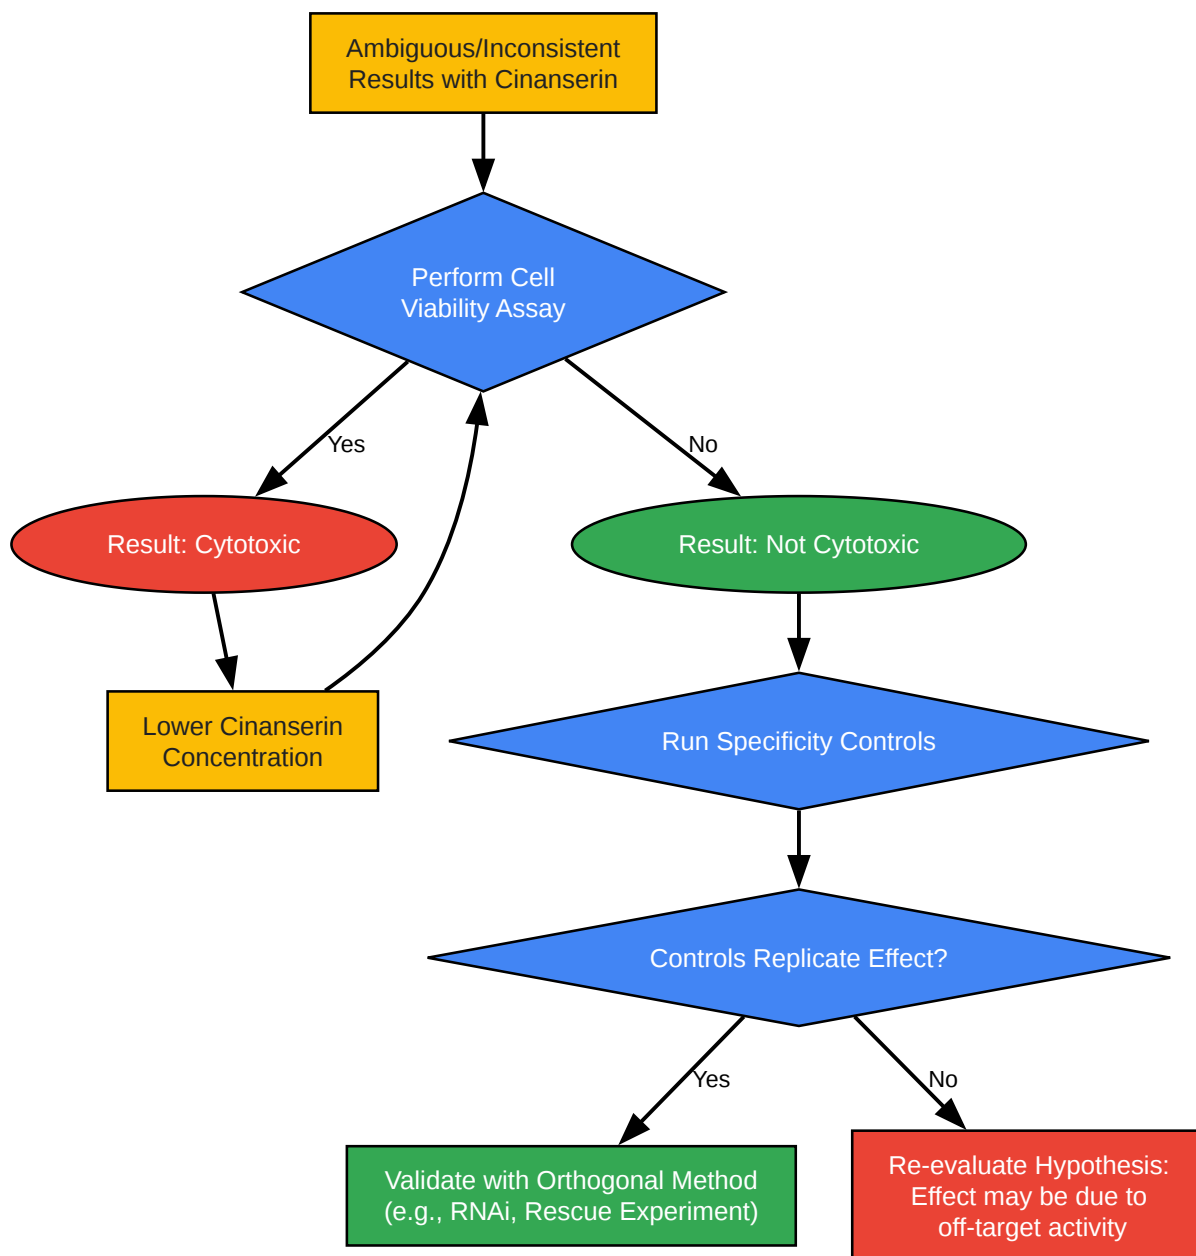 Ambiguous/Inconsistent
Results with Cinanserin
Perform Cell
Viability Assay
Yes
No
Result: Cytotoxic
Result: Not Cytotoxic
Lower Cinanserin
Concentration
Run Specificity Controls
Controls Replicate Effect?
Yes
No
Validate with Orthogonal Method
(e.g., RNAi, Rescue Experiment)
Re-evaluate Hypothesis:
Effect may be due to
off-target activity